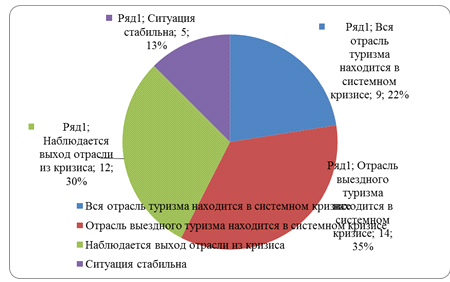 Ряд1; Ситуация
стабильна; 5;
13%
Ряд1; Вся
отрасль
туризма
находится в
системном
кризисе; 9; 22%
Ряд1;
Наблюдается
выход отрасли
из кризиса; 12;
30%
Ряд1; Отрасль
выездного
туризма
находится в
системном
кризисе; 14;
35%
Вся отрасль туризма находится в системном кризисе
Отрасль выездного туризма находится в системном кризисе
Наблюдается выход отрасли из кризиса
Ситуация стабильна